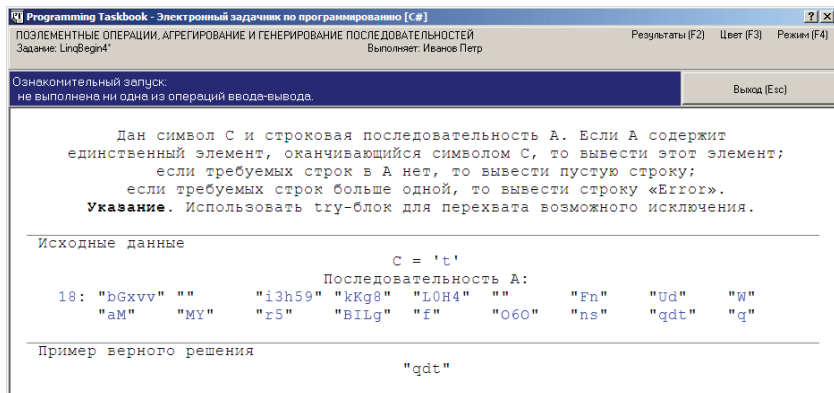 Programming Taskbook - Электронный задачник по программированию [C#]
ПОЭЛЕМЕНТНЫЕ ОПЕРАЦИИ, АГРЕГИРОВАНИЕ И ГЕНЕРИРОВАНИЕ ПОСЛЕДОВАТЕЛЬНОСТЕЙ Результаты (F2) Цвет (F3) Режим (F4)
Задание: LinqBegin4* Выполняет: Иванов Петр
Ознакомительный запуск:
не выполнена ни одна из операций ввода-вывода.
Выход (Esc)
Дан символ C и строковая последовательность A. Если A содержит
единственный элемент, оканчивающийся символом C, то вывести этот элемент;
если требуемых строк в A нет, то вывести пустую строку;
если требуемых строк больше одной, то вывести строку «Error».
Указание. Использовать try-блок для перехвата возможного исключения.
Исходные данные
C = 't'
Последовательность A:
18: "bGxvv" "" "i3h59" "kKg8" "L0H4" "" "Fn" "Ud" "W"
"aM" "MY" "r5" "BILg" "f" "O6O" "ns" "qdt" "q"
Пример верного решения
"qdt"